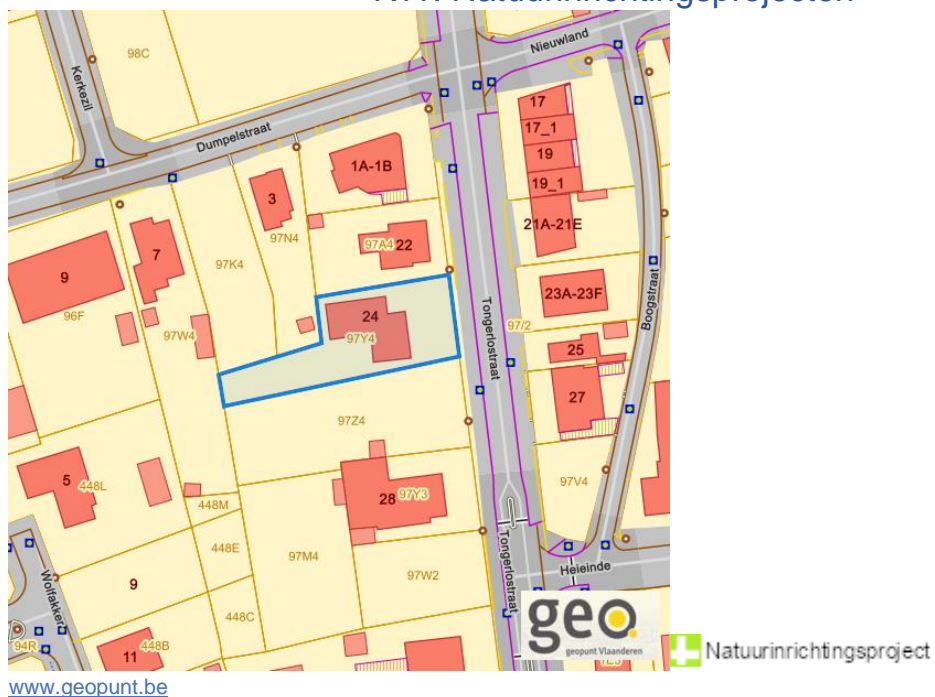 98C
Nieuwland
Kerkezil
Dumpelstraat
17
17_1
19
19_1
21A-21E
1A-1B
3
97N4
97A4 22
7
97K4
9
96F
97W4
24
97Y4
Tongerlostraat
97/2
23A-23F
Boogstraat
25
27
97Z4
5 448L
448M
28 97Y3
97V4
448E
97M4
97W2
9
Wolfakker
448C
Tongerlostraat
Heieinde
94R
448B
11
geo
geopunt Vlaanderen
Natuurinrichtingsproject
www.geopunt.be